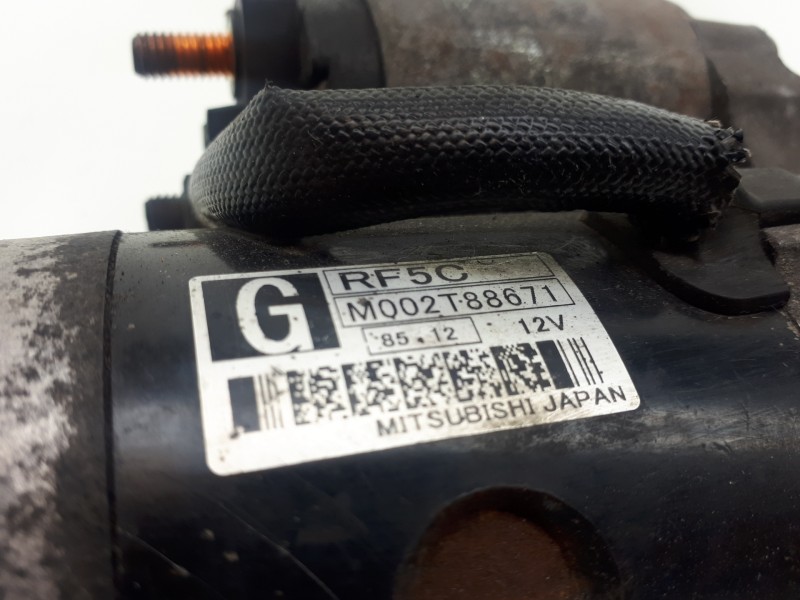 G
RF5C
M002T88671
85.12 12V
MITSUBISHI JAPAN